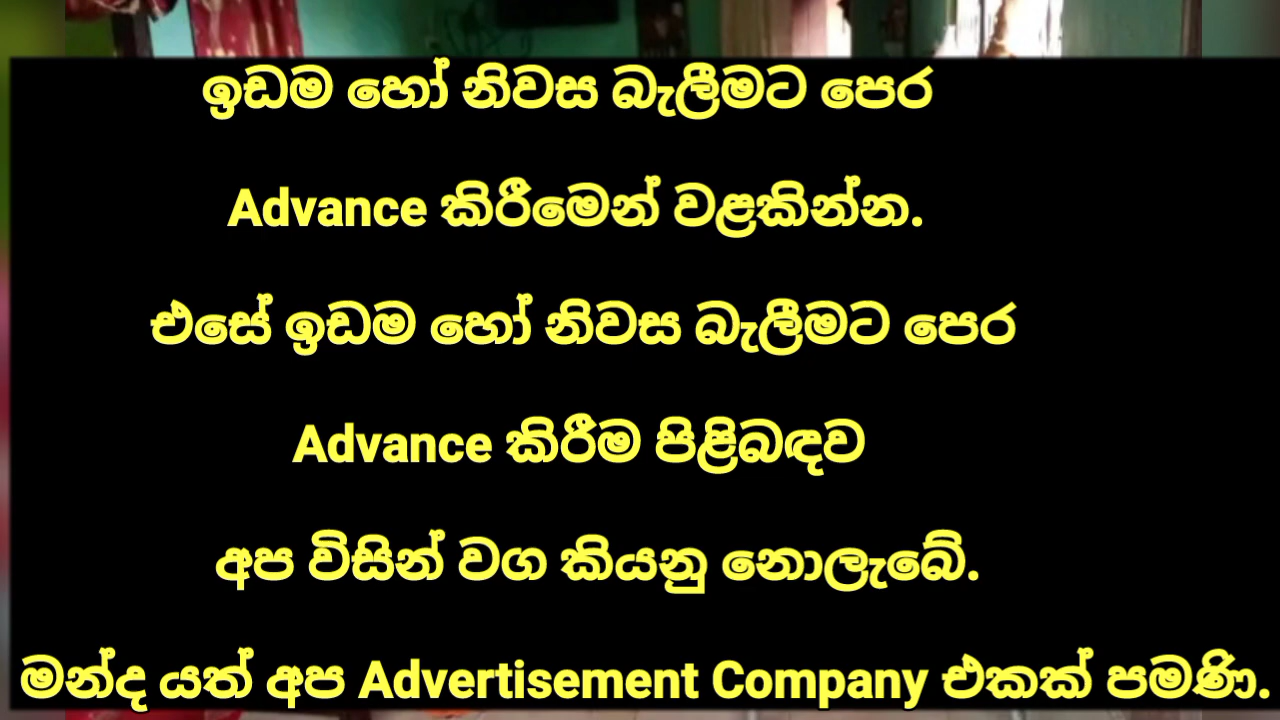 ඉඩම හෝ නිවස බැලීමට පෙර
Advance කිරීමෙන් වළකින්න.
එසේ ඉඩම හෝ නිවස බැලීමට පෙර
Advance කිරීම පිළිබඳව
අප විසින් වග කියනු නොලැබේ.
මන්ද යත් අප Advertisement Company එකක් පමණි.